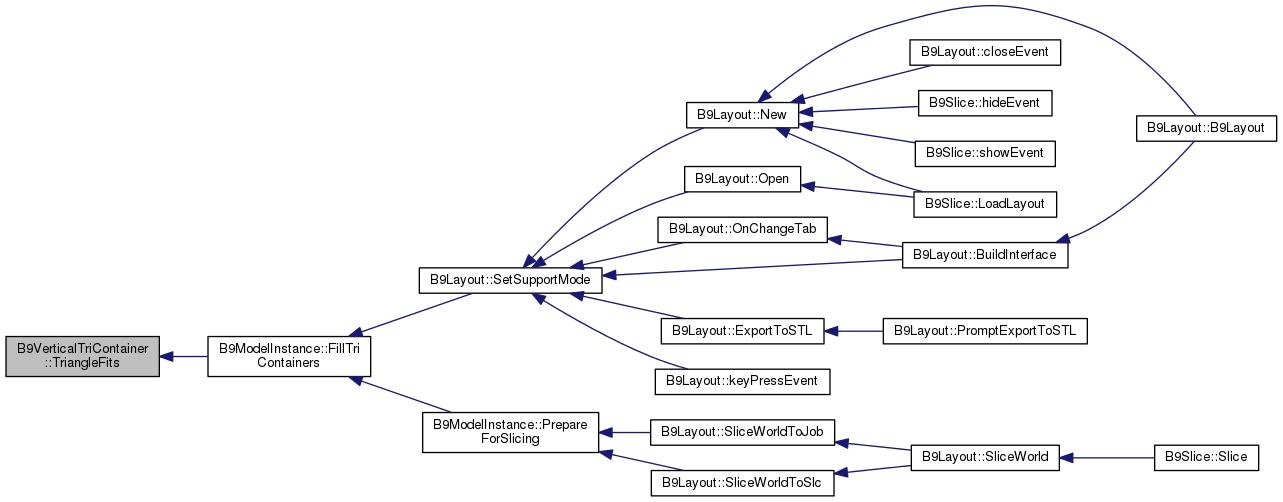 B9Layout::closeEvent
B9Slice::hideEvent
B9Layout::New
B9Layout::B9Layout
B9Slice::showEvent
B9Layout::Open
B9Slice::LoadLayout
B9Layout::OnChangeTab
B9Layout::BuildInterface
B9Layout::SetSupportMode
B9Layout::ExportToSTL
B9Layout::PromptExportToSTL
B9VerticalTriContainer
::TriangleFits
B9ModelInstance::FillTri
Containers
B9Layout::keyPressEvent
B9ModelInstance::Prepare
ForSlicing
B9Layout::SliceWorldToJob
B9Layout::SliceWorld
B9Slice::Slice
B9Layout::SliceWorldToSlc